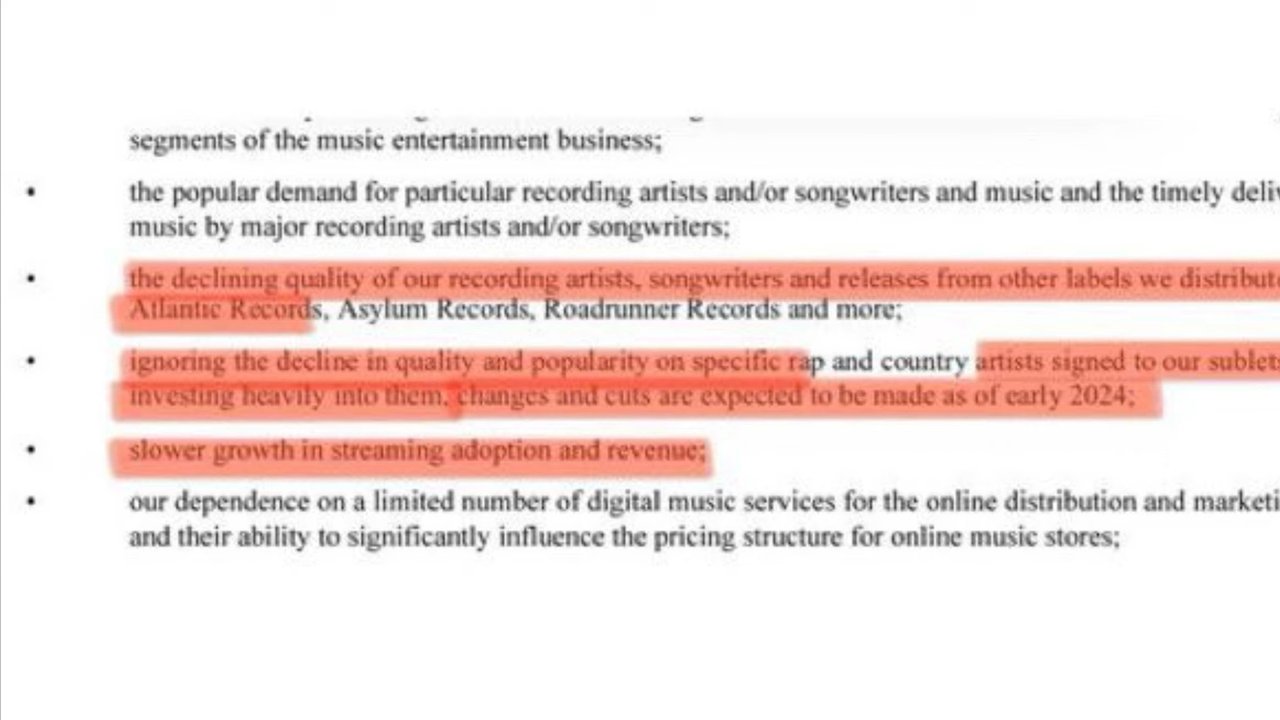 segments of the music entertainment business;
• the popular demand for particular recording artists and/or songwriters and music and the timely
music by major recording artists and/or songwriters;
• the declining quality of our recording artists, songwriters and releases from other labels we
Atlantic Records, Asylum Records, Roadrunner Records and more;
• ignoring the decline in quality and popularity on specific rap and country artists signed to our
investing heavily into them, changes and cuts are expected to be made as of early 2024;
• slower growth in streaming adoption and revenue;
• our dependence on a limited number of digital music services for the online distribution and
and their ability to significantly influence the pricing structure for online music stores;